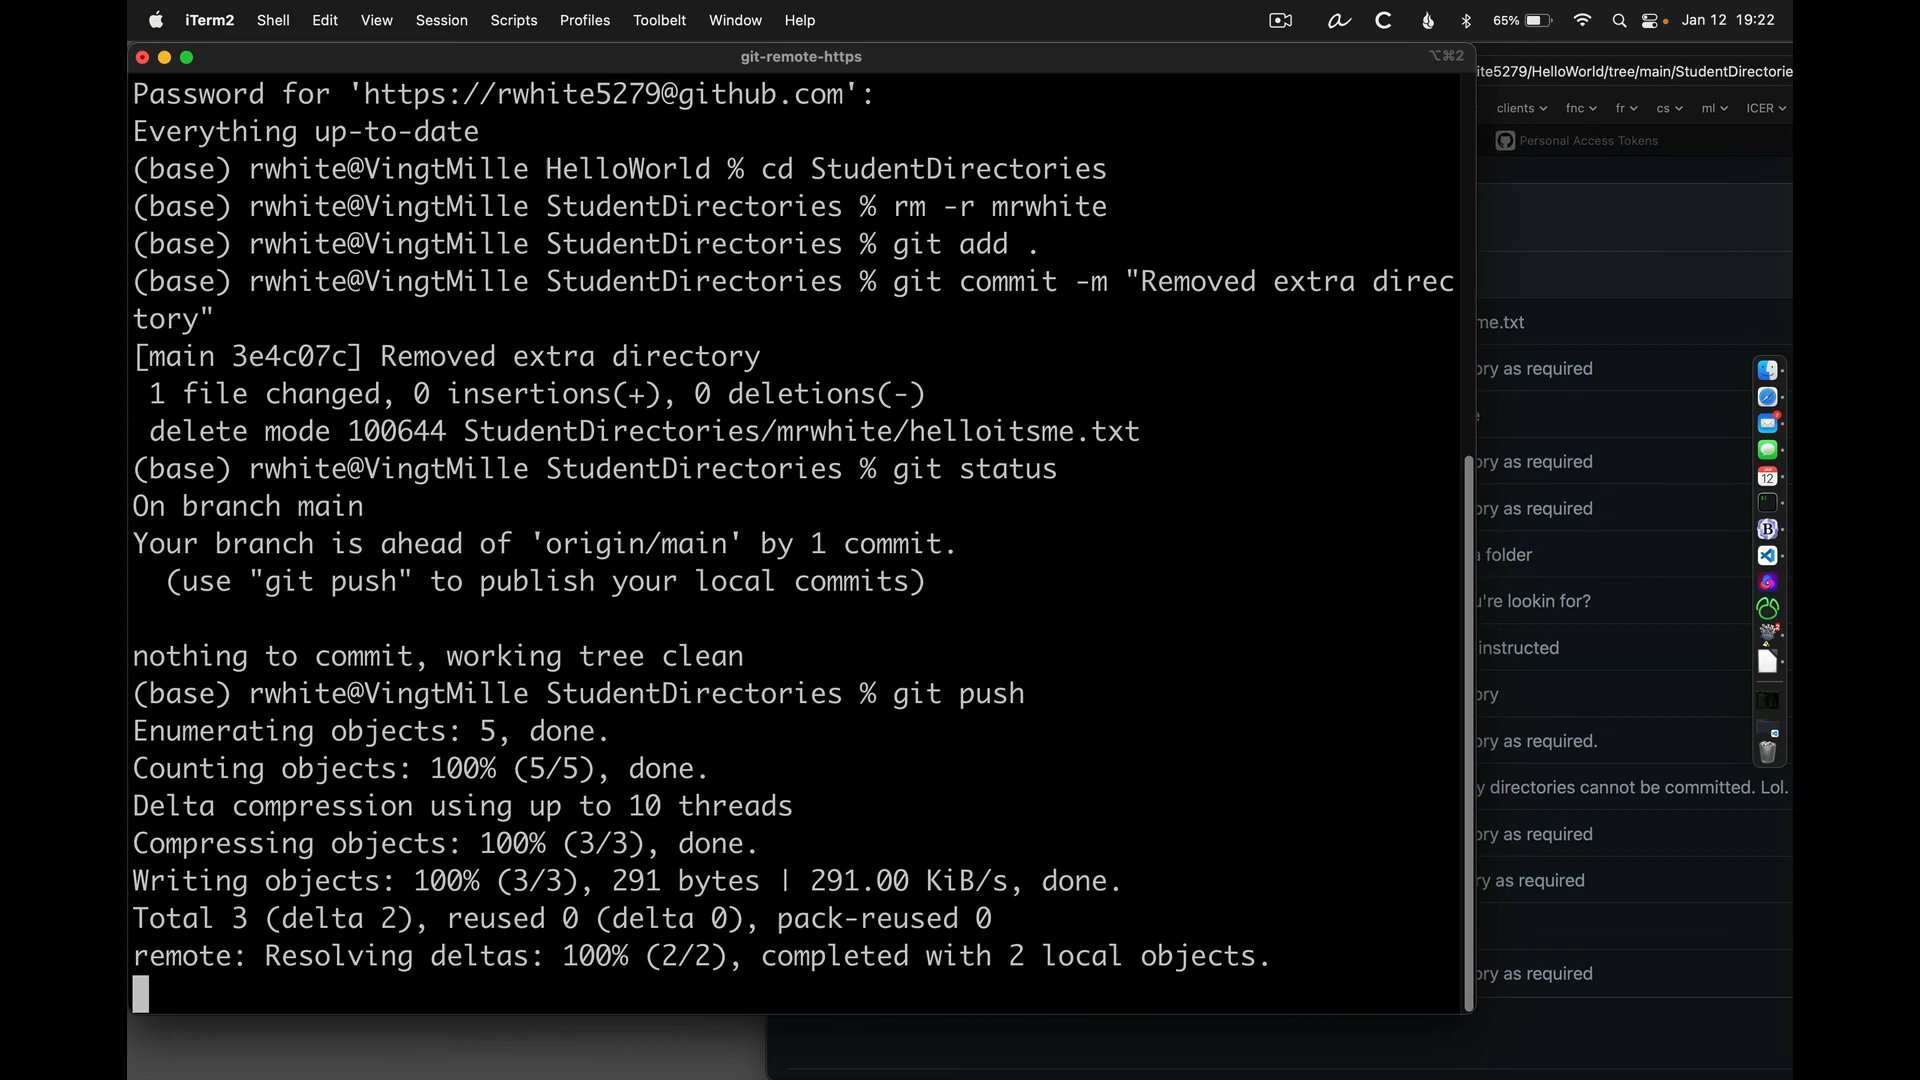 iTerm2 Shell Edit View Session Scripts Profiles Toolbelt Window Help 65% Jan 12 19:22
git-remote-https ⌥⌘2
Password for 'https://rwhite5279@github.com':
Everything up-to-date
(base) rwhite@VingtMille HelloWorld % cd StudentDirectories
(base) rwhite@VingtMille StudentDirectories % rm -r mrwhite
(base) rwhite@VingtMille StudentDirectories % git add .
(base) rwhite@VingtMille StudentDirectories % git commit -m "Removed extra direc
tory"
[main 3e4c07c] Removed extra directory
1 file changed, 0 insertions(+), 0 deletions(-)
delete mode 100644 StudentDirectories/mrwhite/helloitsme.txt
(base) rwhite@VingtMille StudentDirectories % git status
On branch main
Your branch is ahead of 'origin/main' by 1 commit.
(use "git push" to publish your local commits)
nothing to commit, working tree clean
(base) rwhite@VingtMille StudentDirectories % git push
Enumerating objects: 5, done.
Counting objects: 100% (5/5), done.
Delta compression using up to 10 threads
Compressing objects: 100% (3/3), done.
Writing objects: 100% (3/3), 291 bytes | 291.00 KiB/s, done.
Total 3 (delta 2), reused 0 (delta 0), pack-reused 0
remote: Resolving deltas: 100% (2/2), completed with 2 local objects.
ite5279/HelloWorld/tree/main/StudentDirectorie
clients fnc fr cs ml ICER
Personal Access Tokens
me.txt
ory as required
e
ory as required
ory as required
a folder
u're lookin for?
instructed
ory
ory as required.
y directories cannot be committed. Lol.
ory as required
ry as required
ory as required
12